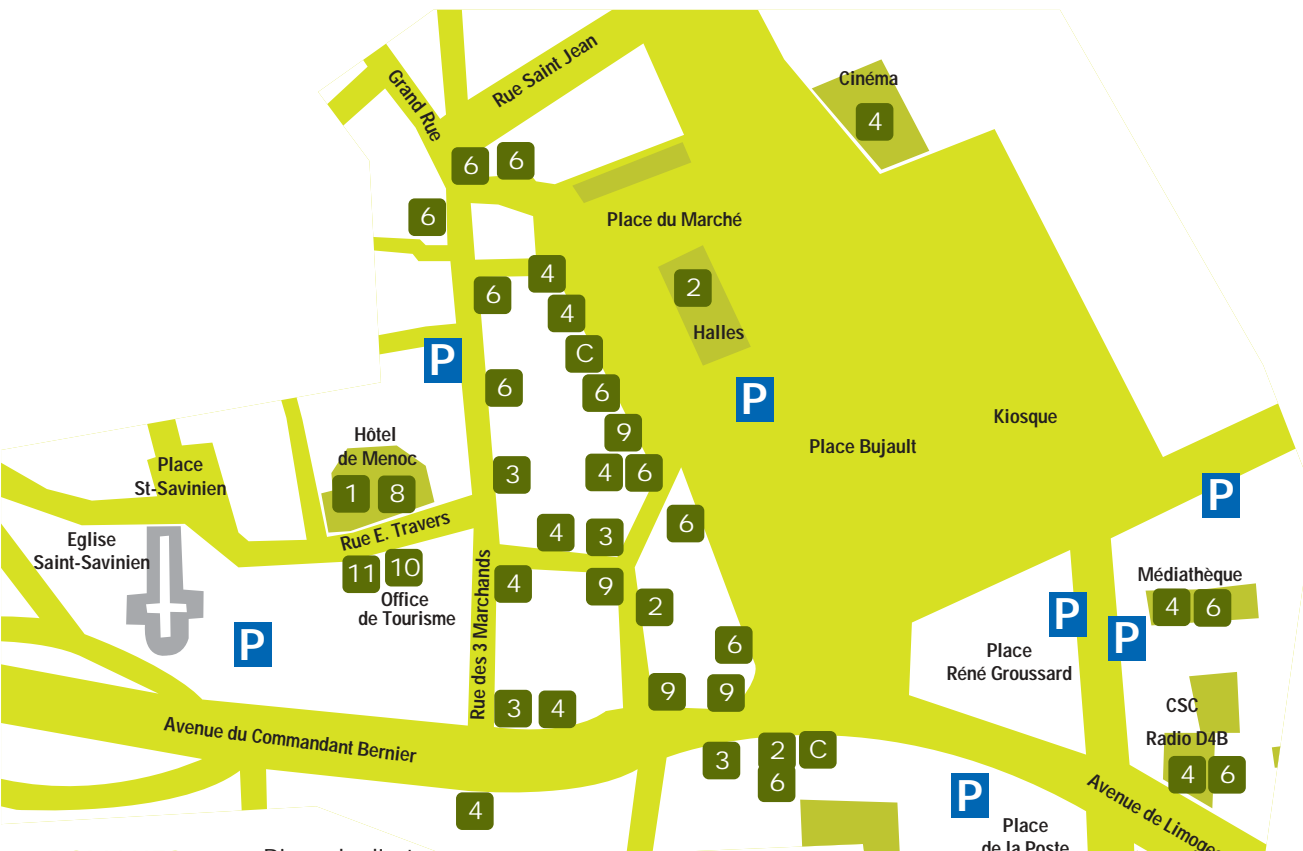 Rue Saint Jean
Grand Rue
Cinéma
4
6
6
6
Place du Marché
4
2
6
4
Halles
C
P
6
6
P
9
Kiosque
Place Bujault
Hôtel
de Menoc
1
8
3
4
6
Place
St-Savinien
P
6
Rue E. Travers
4
3
Eglise
Saint-Savinien
11
10
Office
de Tourisme
4
9
2
Médiathèque
4
6
P
P
P
6
Place
Réné Groussard
Rue des 3 Marchands
9
9
3
4
CSC
Radio D4B
4
6
Avenue du Commandant Bernier
3
2
C
6
4
P
Avenue de Limoges
Place
de la Poste